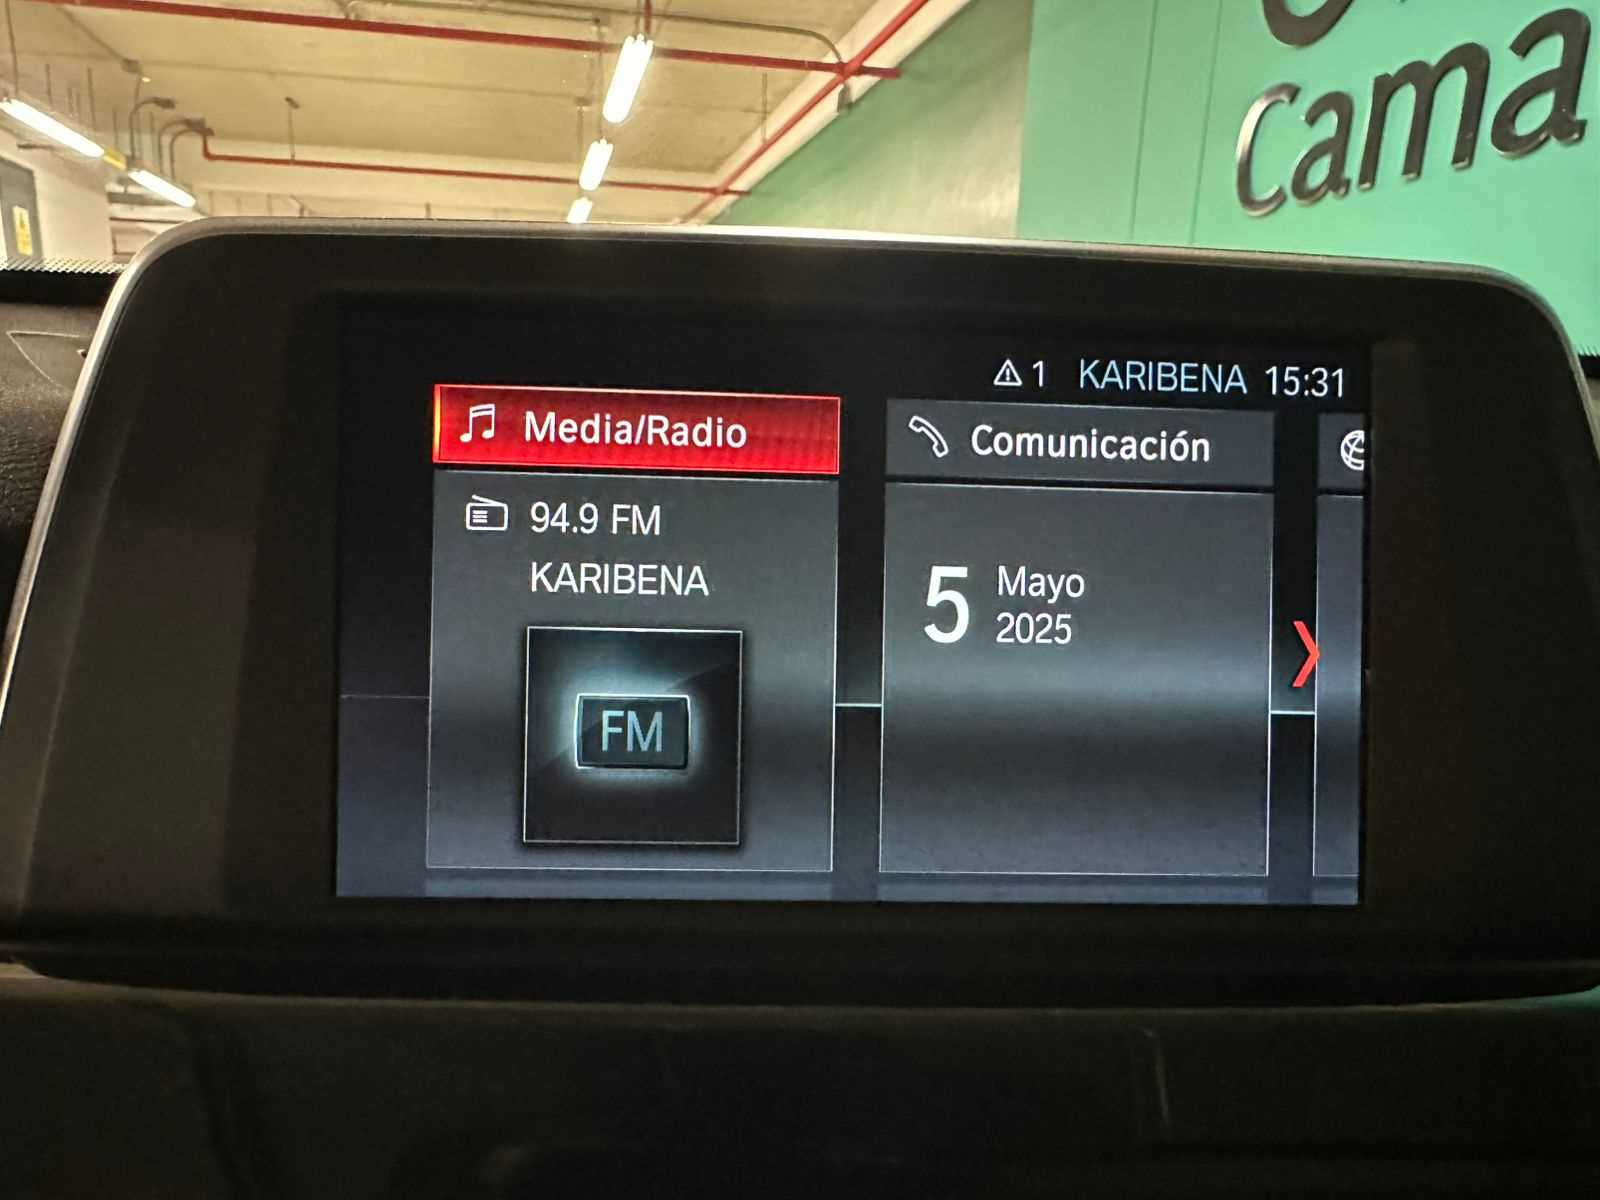 Cama
1 KARIBENA 15:31
Media/Radio
Comunicación
94.9 FM
KARIBENA
FM
5 Mayo
2025